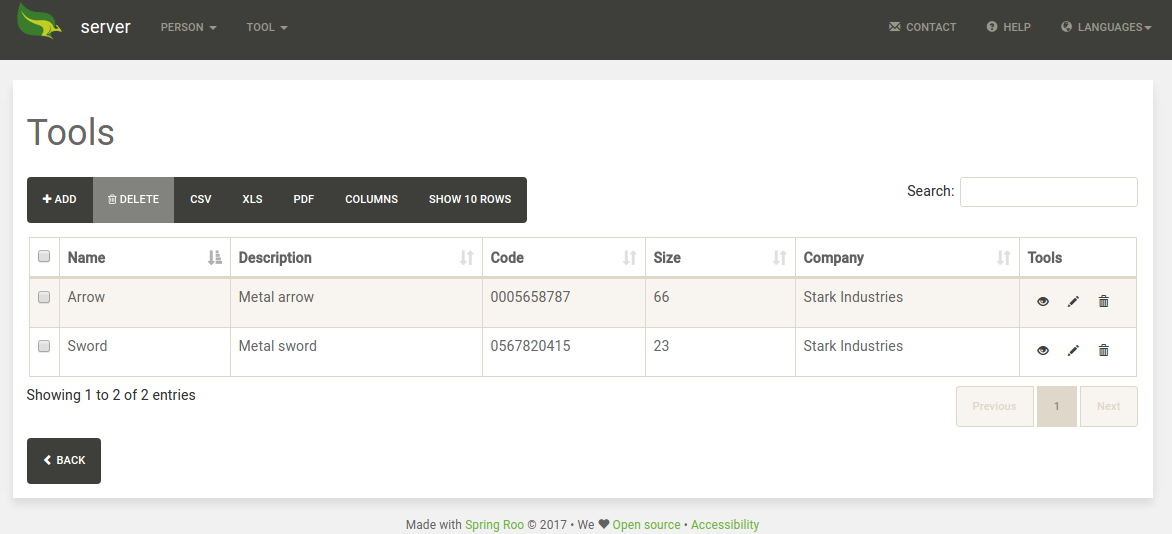 server PERSON TOOL CONTACT HELP LANGUAGES
Tools
ADD DELETE CSV XLS PDF COLUMNS SHOW 10 ROWS Search:
Name Description Code Size Company Tools
Arrow Metal arrow 0005658787 66 Stark Industries
Sword Metal sword 0567820415 23 Stark Industries
Showing 1 to 2 of 2 entries Previous 1 Next
BACK
Made with Spring Roo © 2017 • We ♥ Open source • Accessibility